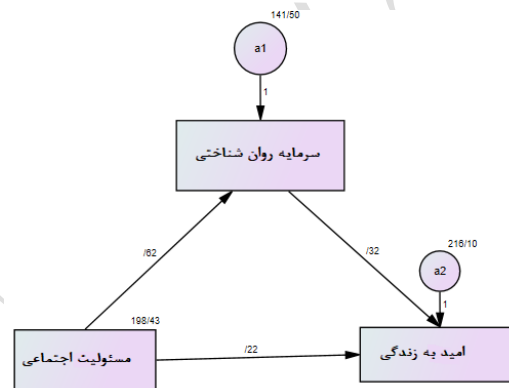 141/50
a1
1
سرمایه روان شناختی
/62
/32
216/10
a2
1
198/43
مسئولیت اجتماعی
/22
امید به زندگی